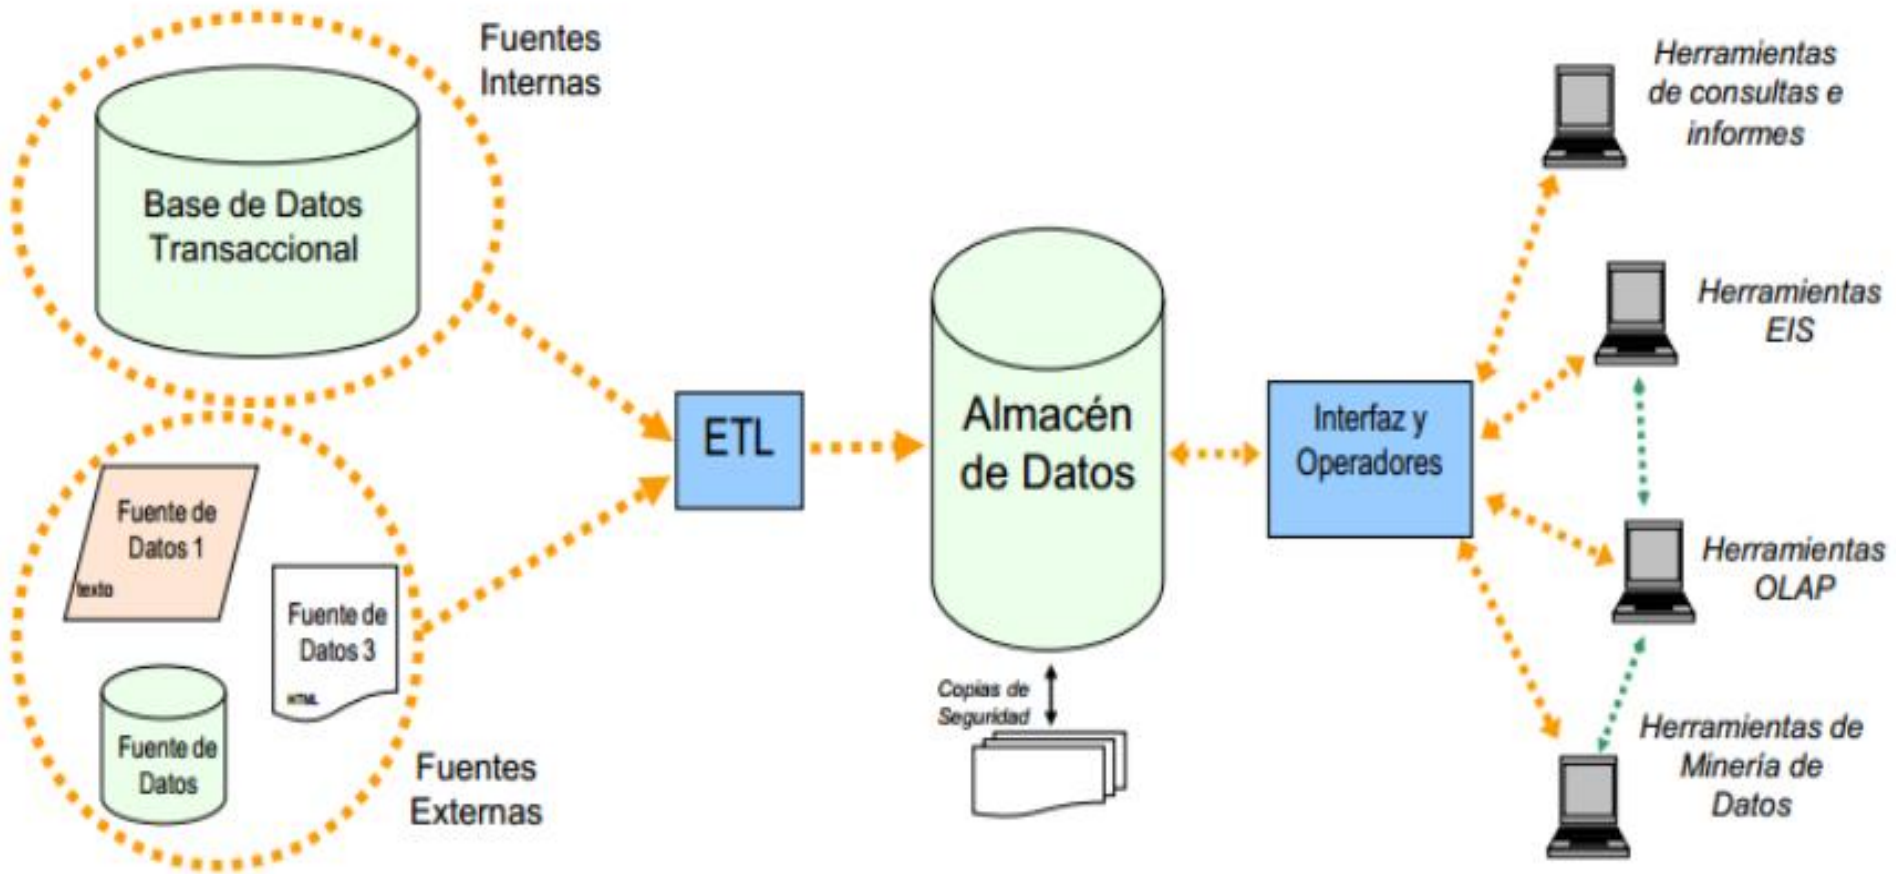 Fuentes
Internas
Base de Datos
Transaccional
Fuente de
Datos 1
texto
Fuente de
Datos 3
HTML
Fuente de
Datos
Fuentes
Externas
ETL
Almacén
de Datos
Copias de
Seguridad
Interfaz y
Operadores
Herramientas
de consultas e
informes
Herramientas
EIS
Herramientas
OLAP
Herramientas de
Minería de
Datos